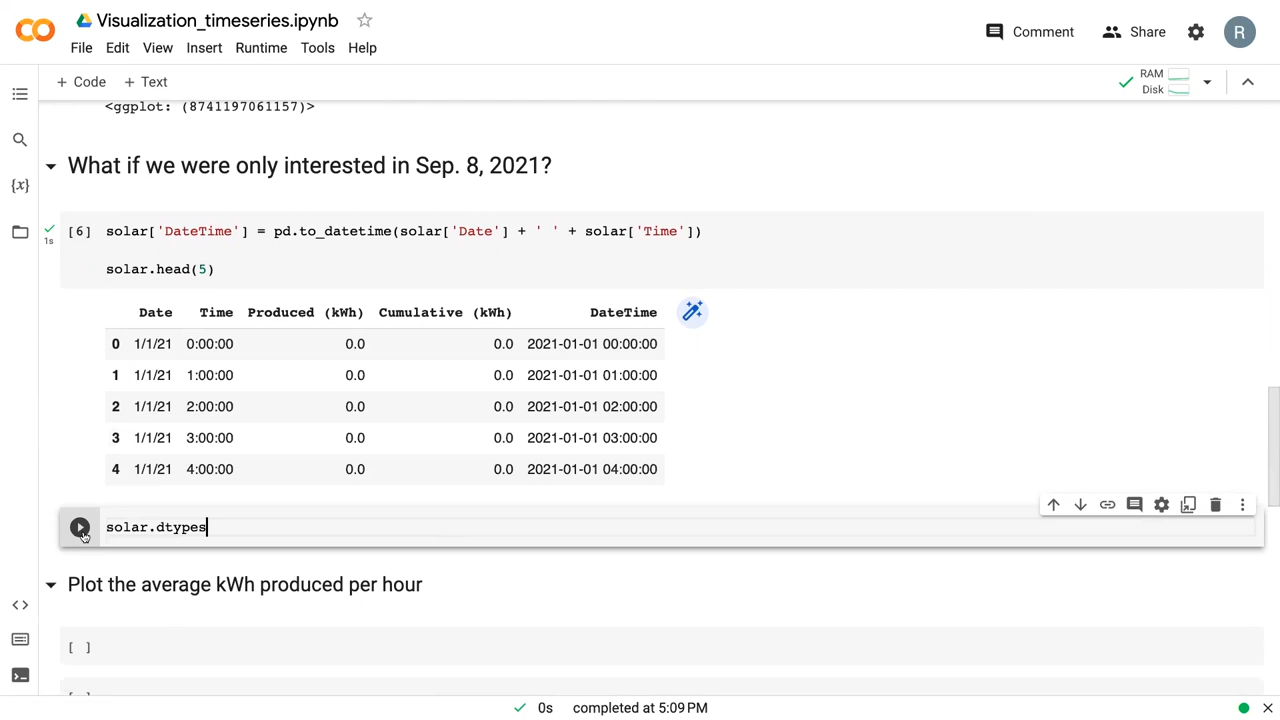 Visualization_timeseries.ipynb
File Edit View Insert Runtime Tools Help
Comment
Share
R
+ Code + Text
RAM
Disk
<ggplot: (8741197061157)>
What if we were only interested in Sep. 8, 2021?
[6] solar['DateTime'] = pd.to_datetime(solar['Date'] + ' ' + solar['Time'])
1s
solar.head(5)
Date Time Produced (kWh) Cumulative (kWh) DateTime
0 1/1/21 0:00:00 0.0 0.0 2021-01-01 00:00:00
1 1/1/21 1:00:00 0.0 0.0 2021-01-01 01:00:00
2 1/1/21 2:00:00 0.0 0.0 2021-01-01 02:00:00
3 1/1/21 3:00:00 0.0 0.0 2021-01-01 03:00:00
4 1/1/21 4:00:00 0.0 0.0 2021-01-01 04:00:00
solar.dtypes
Plot the average kWh produced per hour
[ ]
[ ]
0s completed at 5:09 PM